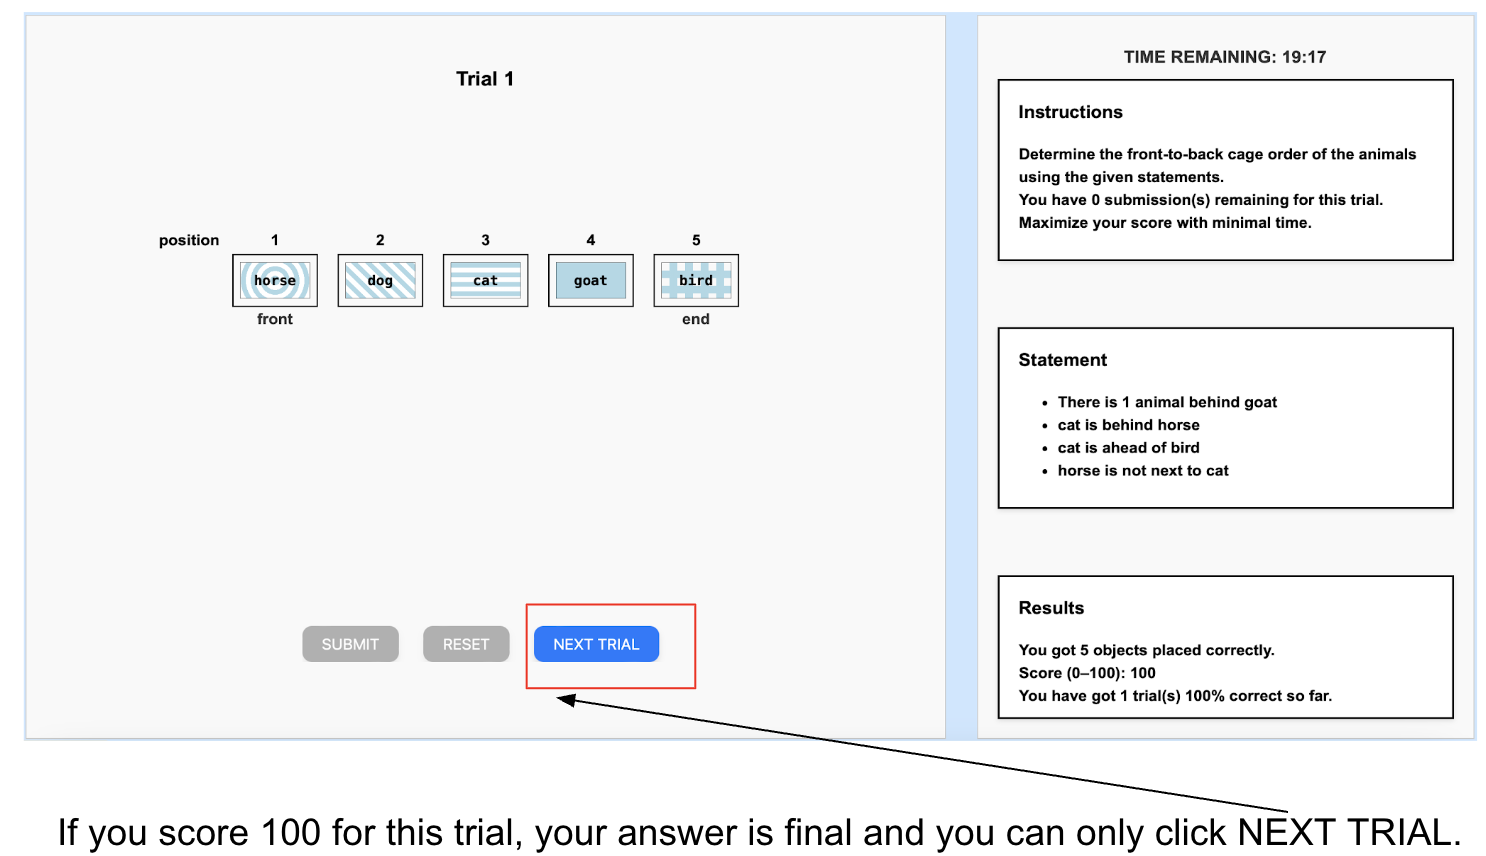 Trial 1
position 1 2 3 4 5
horse dog cat goat bird
front end
SUBMIT RESET NEXT TRIAL
TIME REMAINING: 19:17
Instructions
Determine the front-to-back cage order of the animals
using the given statements.
You have 0 submission(s) remaining for this trial.
Maximize your score with minimal time.
Statement
• There is 1 animal behind goat
• cat is behind horse
• cat is ahead of bird
• horse is not next to cat
Results
You got 5 objects placed correctly.
Score (0–100): 100
You have got 1 trial(s) 100% correct so far.
If you score 100 for this trial, your answer is final and you can only click NEXT TRIAL.